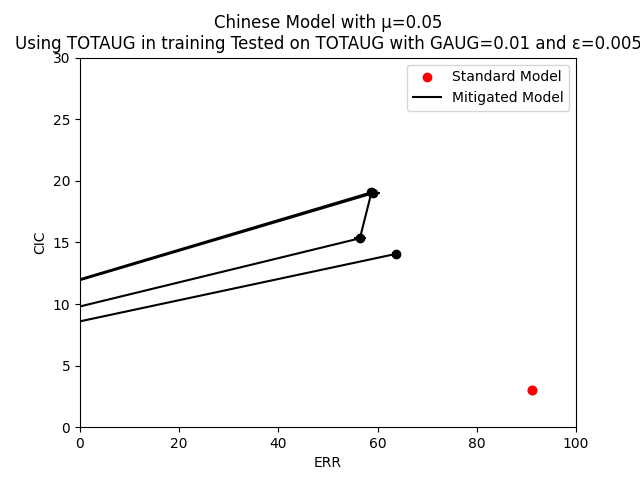 Chinese Model with μ=0.05
Using TOTAUG in training Tested on TOTAUG with GAUG=0.01 and ε=0.005
Standard Model
Mitigated Model
30
25
20
15
10
5
0
CIC
0 20 40 60 80 100
ERR